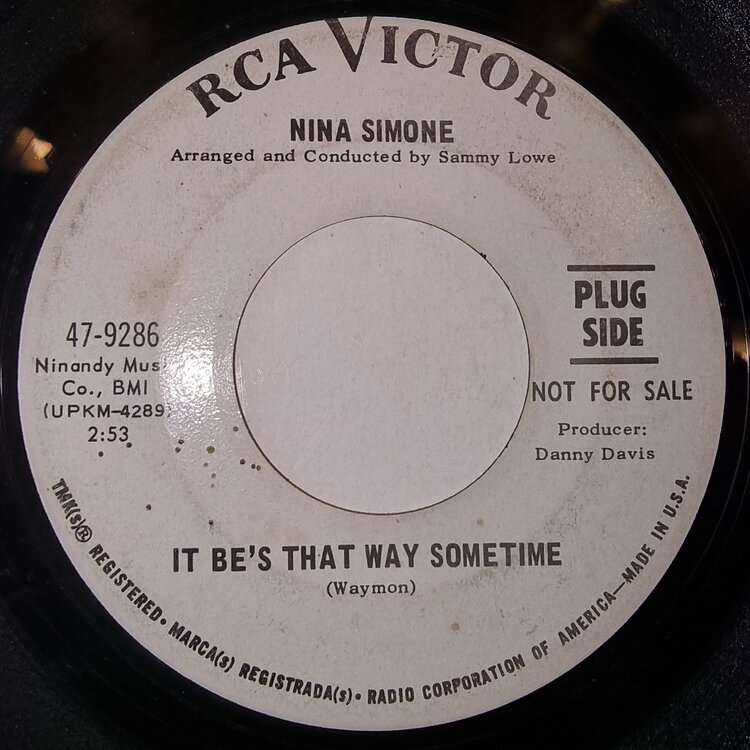 RCA VICTOR
NINA SIMONE
Arranged and Conducted by Sammy Lowe
PLUG
SIDE
NOT FOR SALE
Producer:
Danny Davis
47-9286
Ninandy
Co., BMI
(UPKM-4289)
2:53
IT BE'S THAT WAY SOMETIME
(Waymon)
TMK(s)® REGISTERED • MARCA(s) REGISTRADA(s) • RADIO CORPORATION OF AMERICA—MADE IN U.S.A.